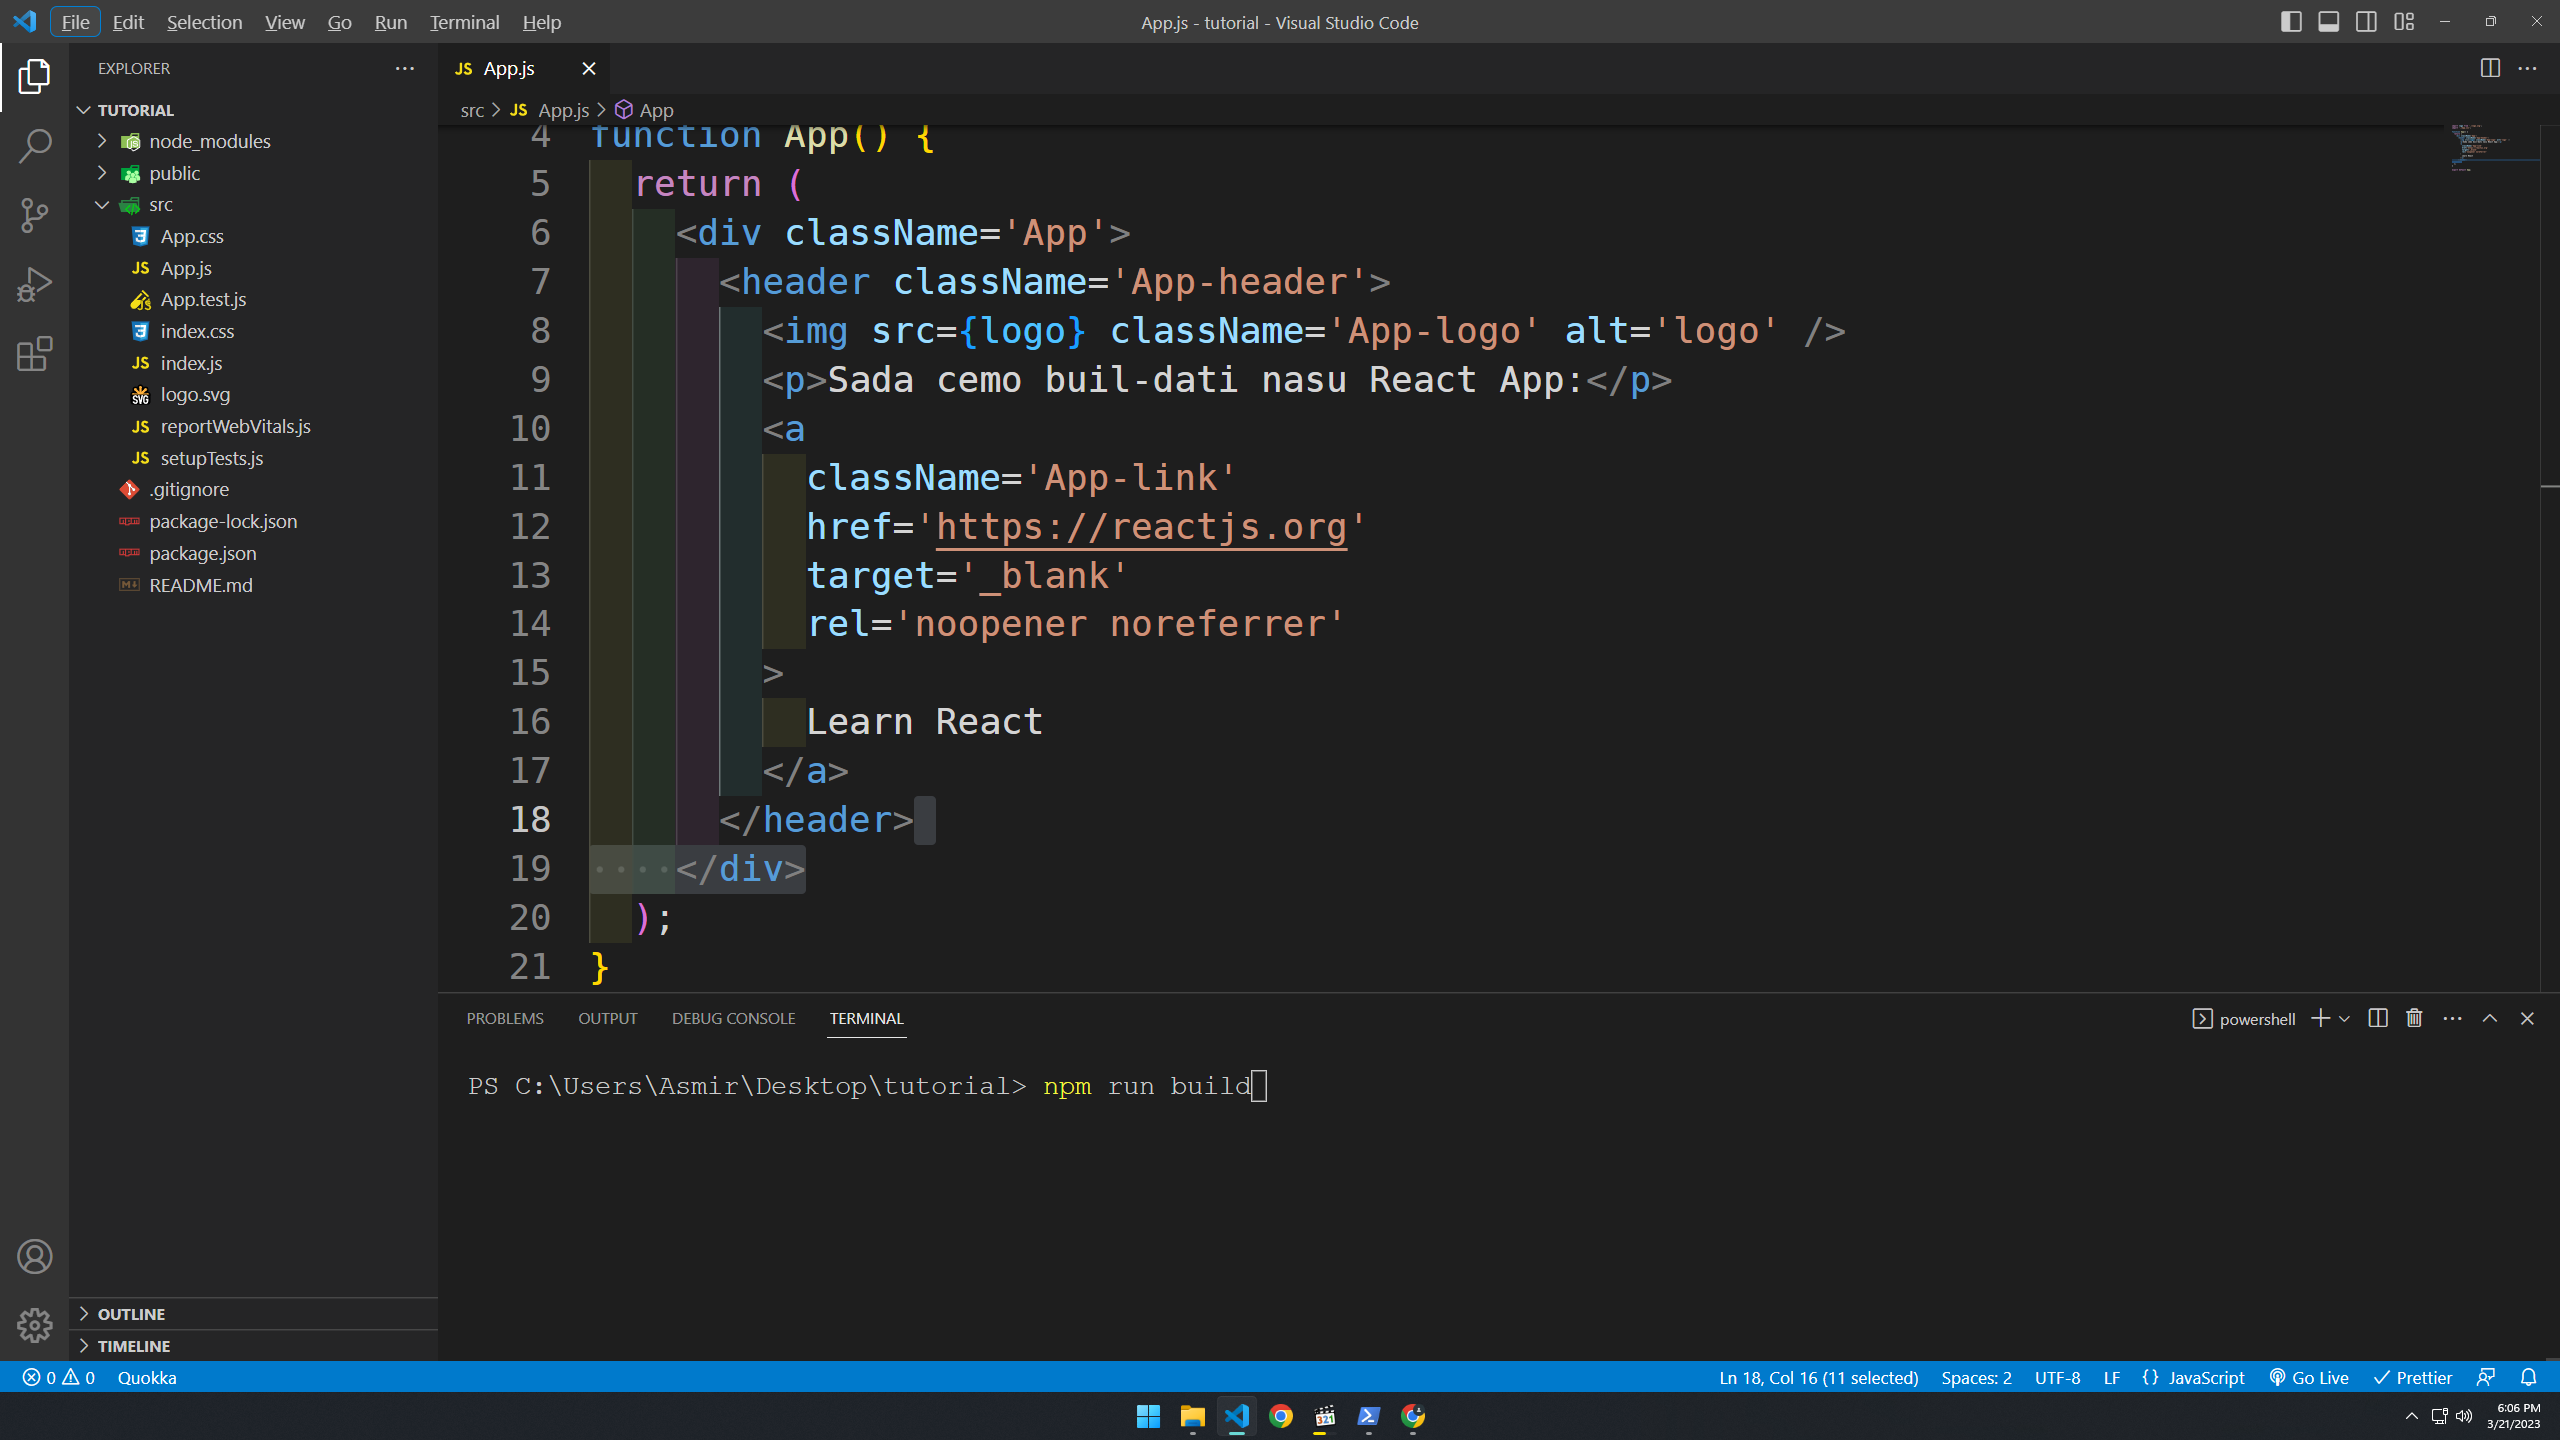 File Edit Selection View Go Run Terminal Help
App.js - tutorial - Visual Studio Code
EXPLORER
TUTORIAL
node_modules
public
src
App.css
App.js
App.test.js
index.css
index.js
logo.svg
reportWebVitals.js
setupTests.js
.gitignore
package-lock.json
package.json
README.md
OUTLINE
TIMELINE
JS App.js
src > JS App.js > App
4 function App() {
5 return (
6 <div className='App'>
7 <header className='App-header'>
8 <img src={logo} className='App-logo' alt='logo' />
9 <p>Sada cemo buil-dati nasu React App:</p>
10 <a
11 className='App-link'
12 href='https://reactjs.org'
13 target='_blank'
14 rel='noopener noreferrer'
15 >
16 Learn React
17 </a>
18 </header>
19 ····</div>
20 );
21 }
PROBLEMS OUTPUT DEBUG CONSOLE TERMINAL
powershell
PS C:\Users\Asmir\Desktop\tutorial> npm run build
0 0 Quokka
Ln 18, Col 16 (11 selected) Spaces: 2 UTF-8 LF {} JavaScript Go Live Prettier
6:06 PM
3/21/2023